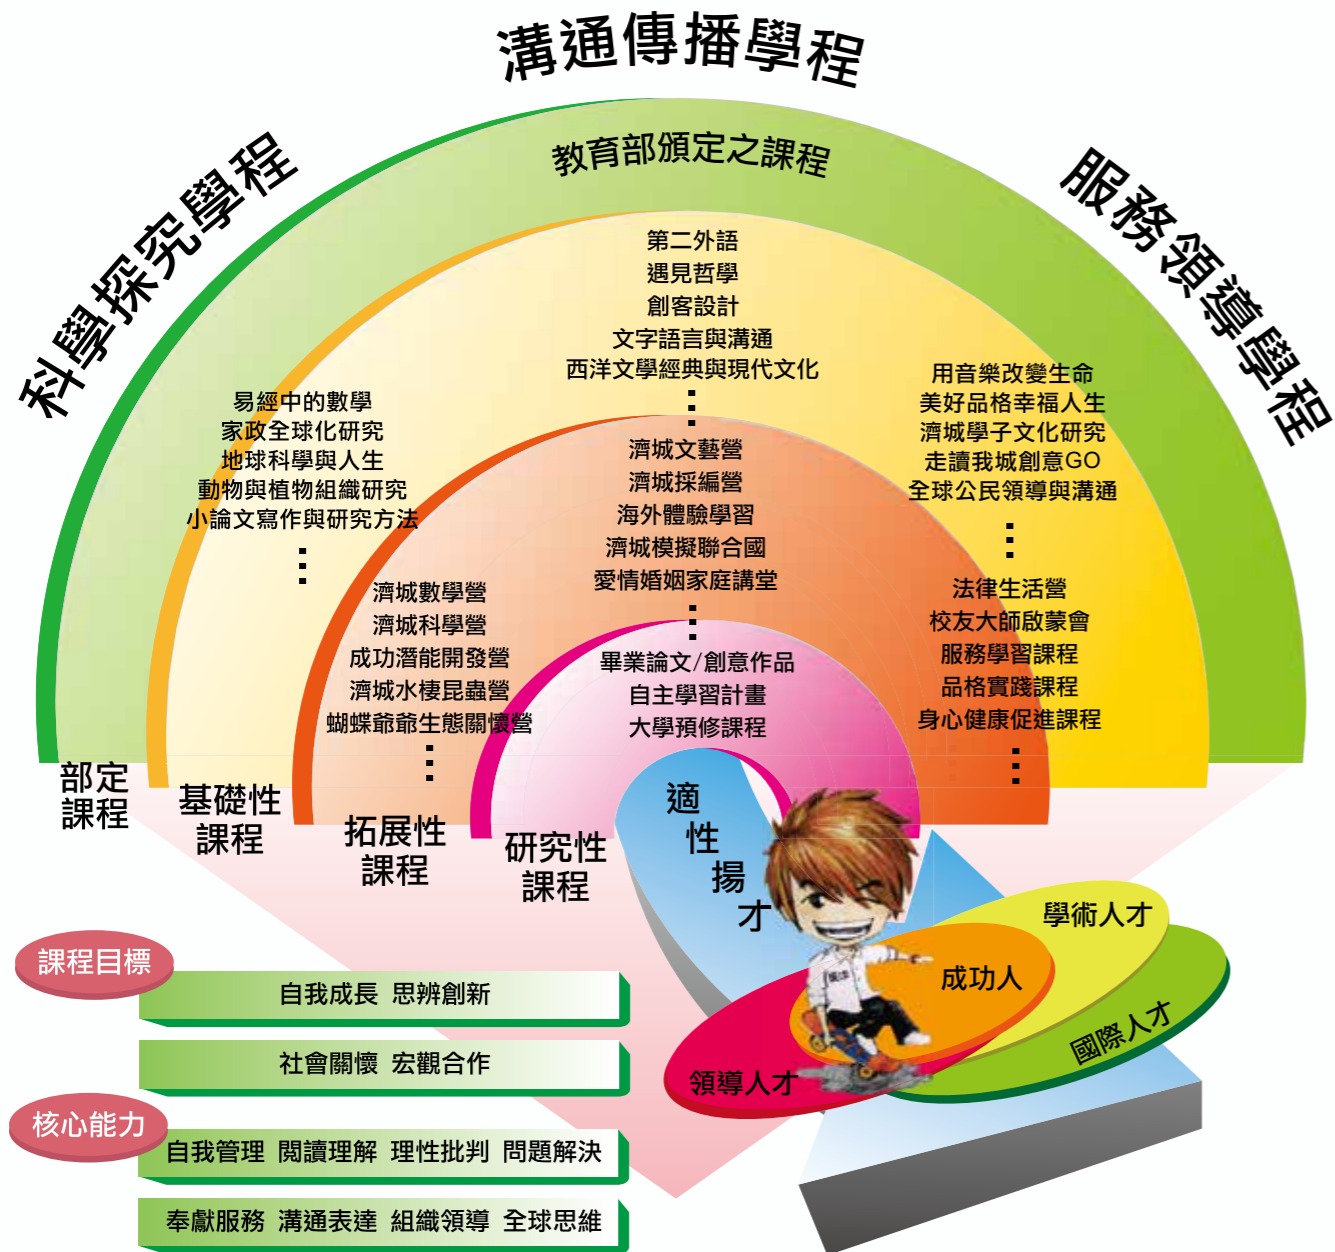 溝通傳播學程
科學探究學程
服務領導學程
教育部頒定之課程
第二外語
遇見哲學
創客設計
文字語言與溝通
西洋文學經典與現代文化
易經中的數學
家政全球化研究
地球科學與人生
動物與植物組織研究
小論文寫作與研究方法
用音樂改變生命
美好品格幸福人生
濟城學子文化研究
走讀我城創意GO
全球公民領導與溝通
濟城文藝營
濟城採編營
海外體驗學習
濟城模擬聯合國
愛情婚姻家庭講堂
濟城數學營
濟城科學營
成功潛能開發營
濟城水棲昆蟲營
蝴蝶爺爺生態關懷營
法律生活營
校友大師啟蒙會
服務學習課程
品格實踐課程
身心健康促進課程
畢業論文/創意作品
自主學習計畫
大學預修課程
部定
課程
基礎性
課程
拓展性
課程
研究性
課程
適性揚才
學術人才
成功人
國際人才
領導人才
課程目標
自我成長 思辨創新
社會關懷 宏觀合作
核心能力
自我管理 閱讀理解 理性批判 問題解決
奉獻服務 溝通表達 組織領導 全球思維